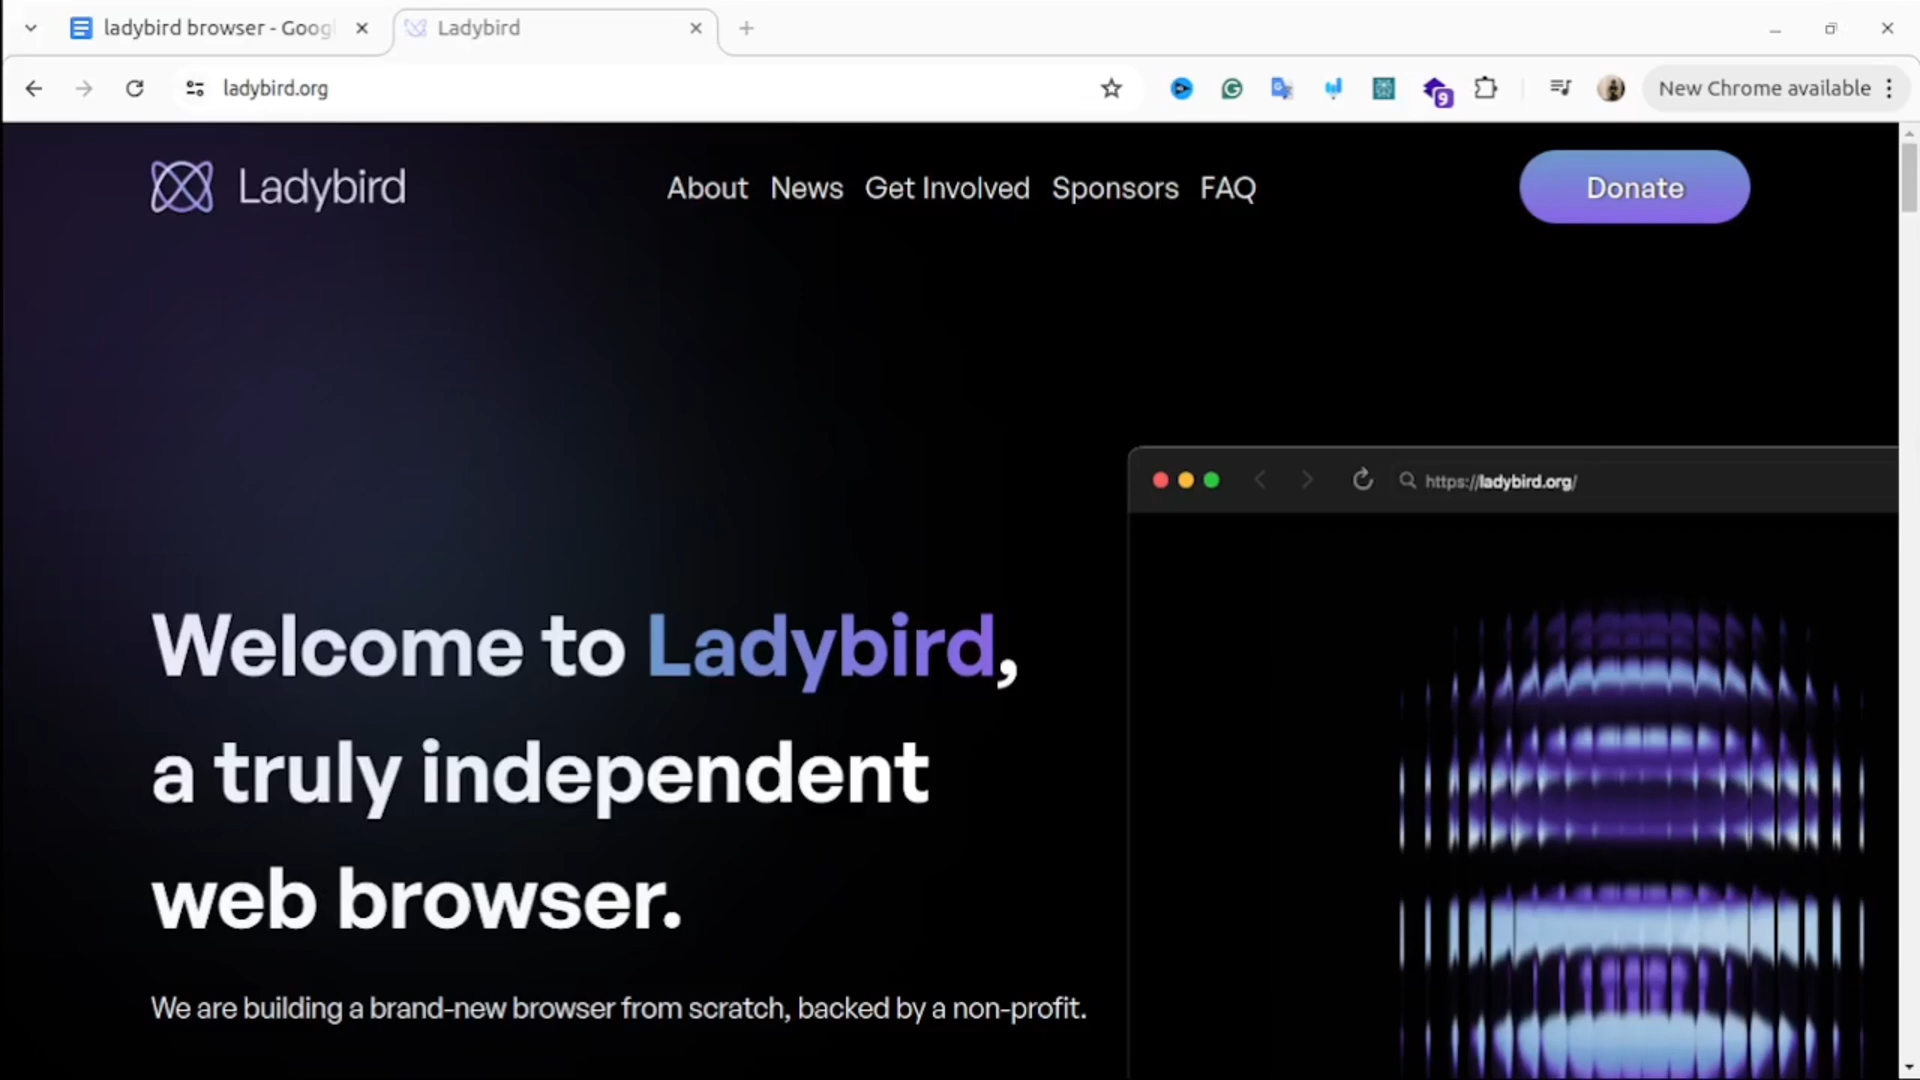 ladybird browser - Goog
Ladybird
ladybird.org
9
New Chrome available
Ladybird
About News Get Involved Sponsors FAQ
Donate
https://ladybird.org/
Welcome to Ladybird,
a truly independent
web browser.
We are building a brand-new browser from scratch, backed by a non-profit.